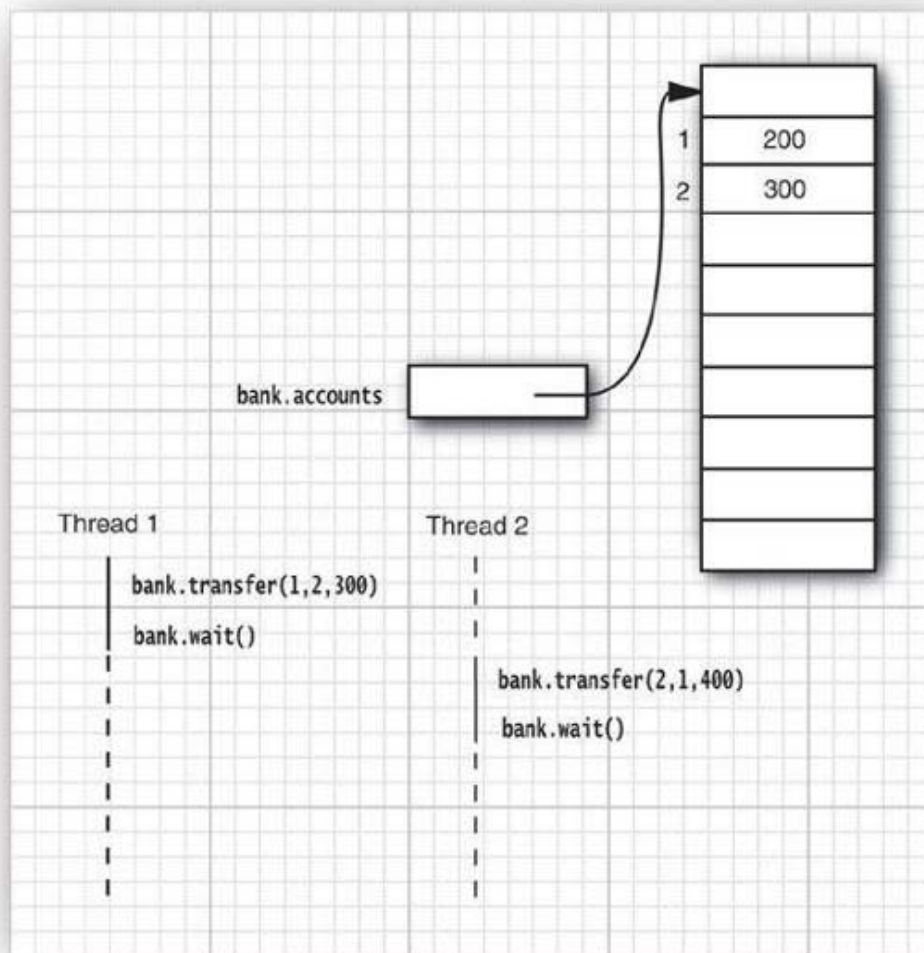 1 200
2 300
bank.accounts
Thread 1
Thread 2
bank.transfer(1,2,300)
bank.wait()
bank.transfer(2,1,400)
bank.wait()